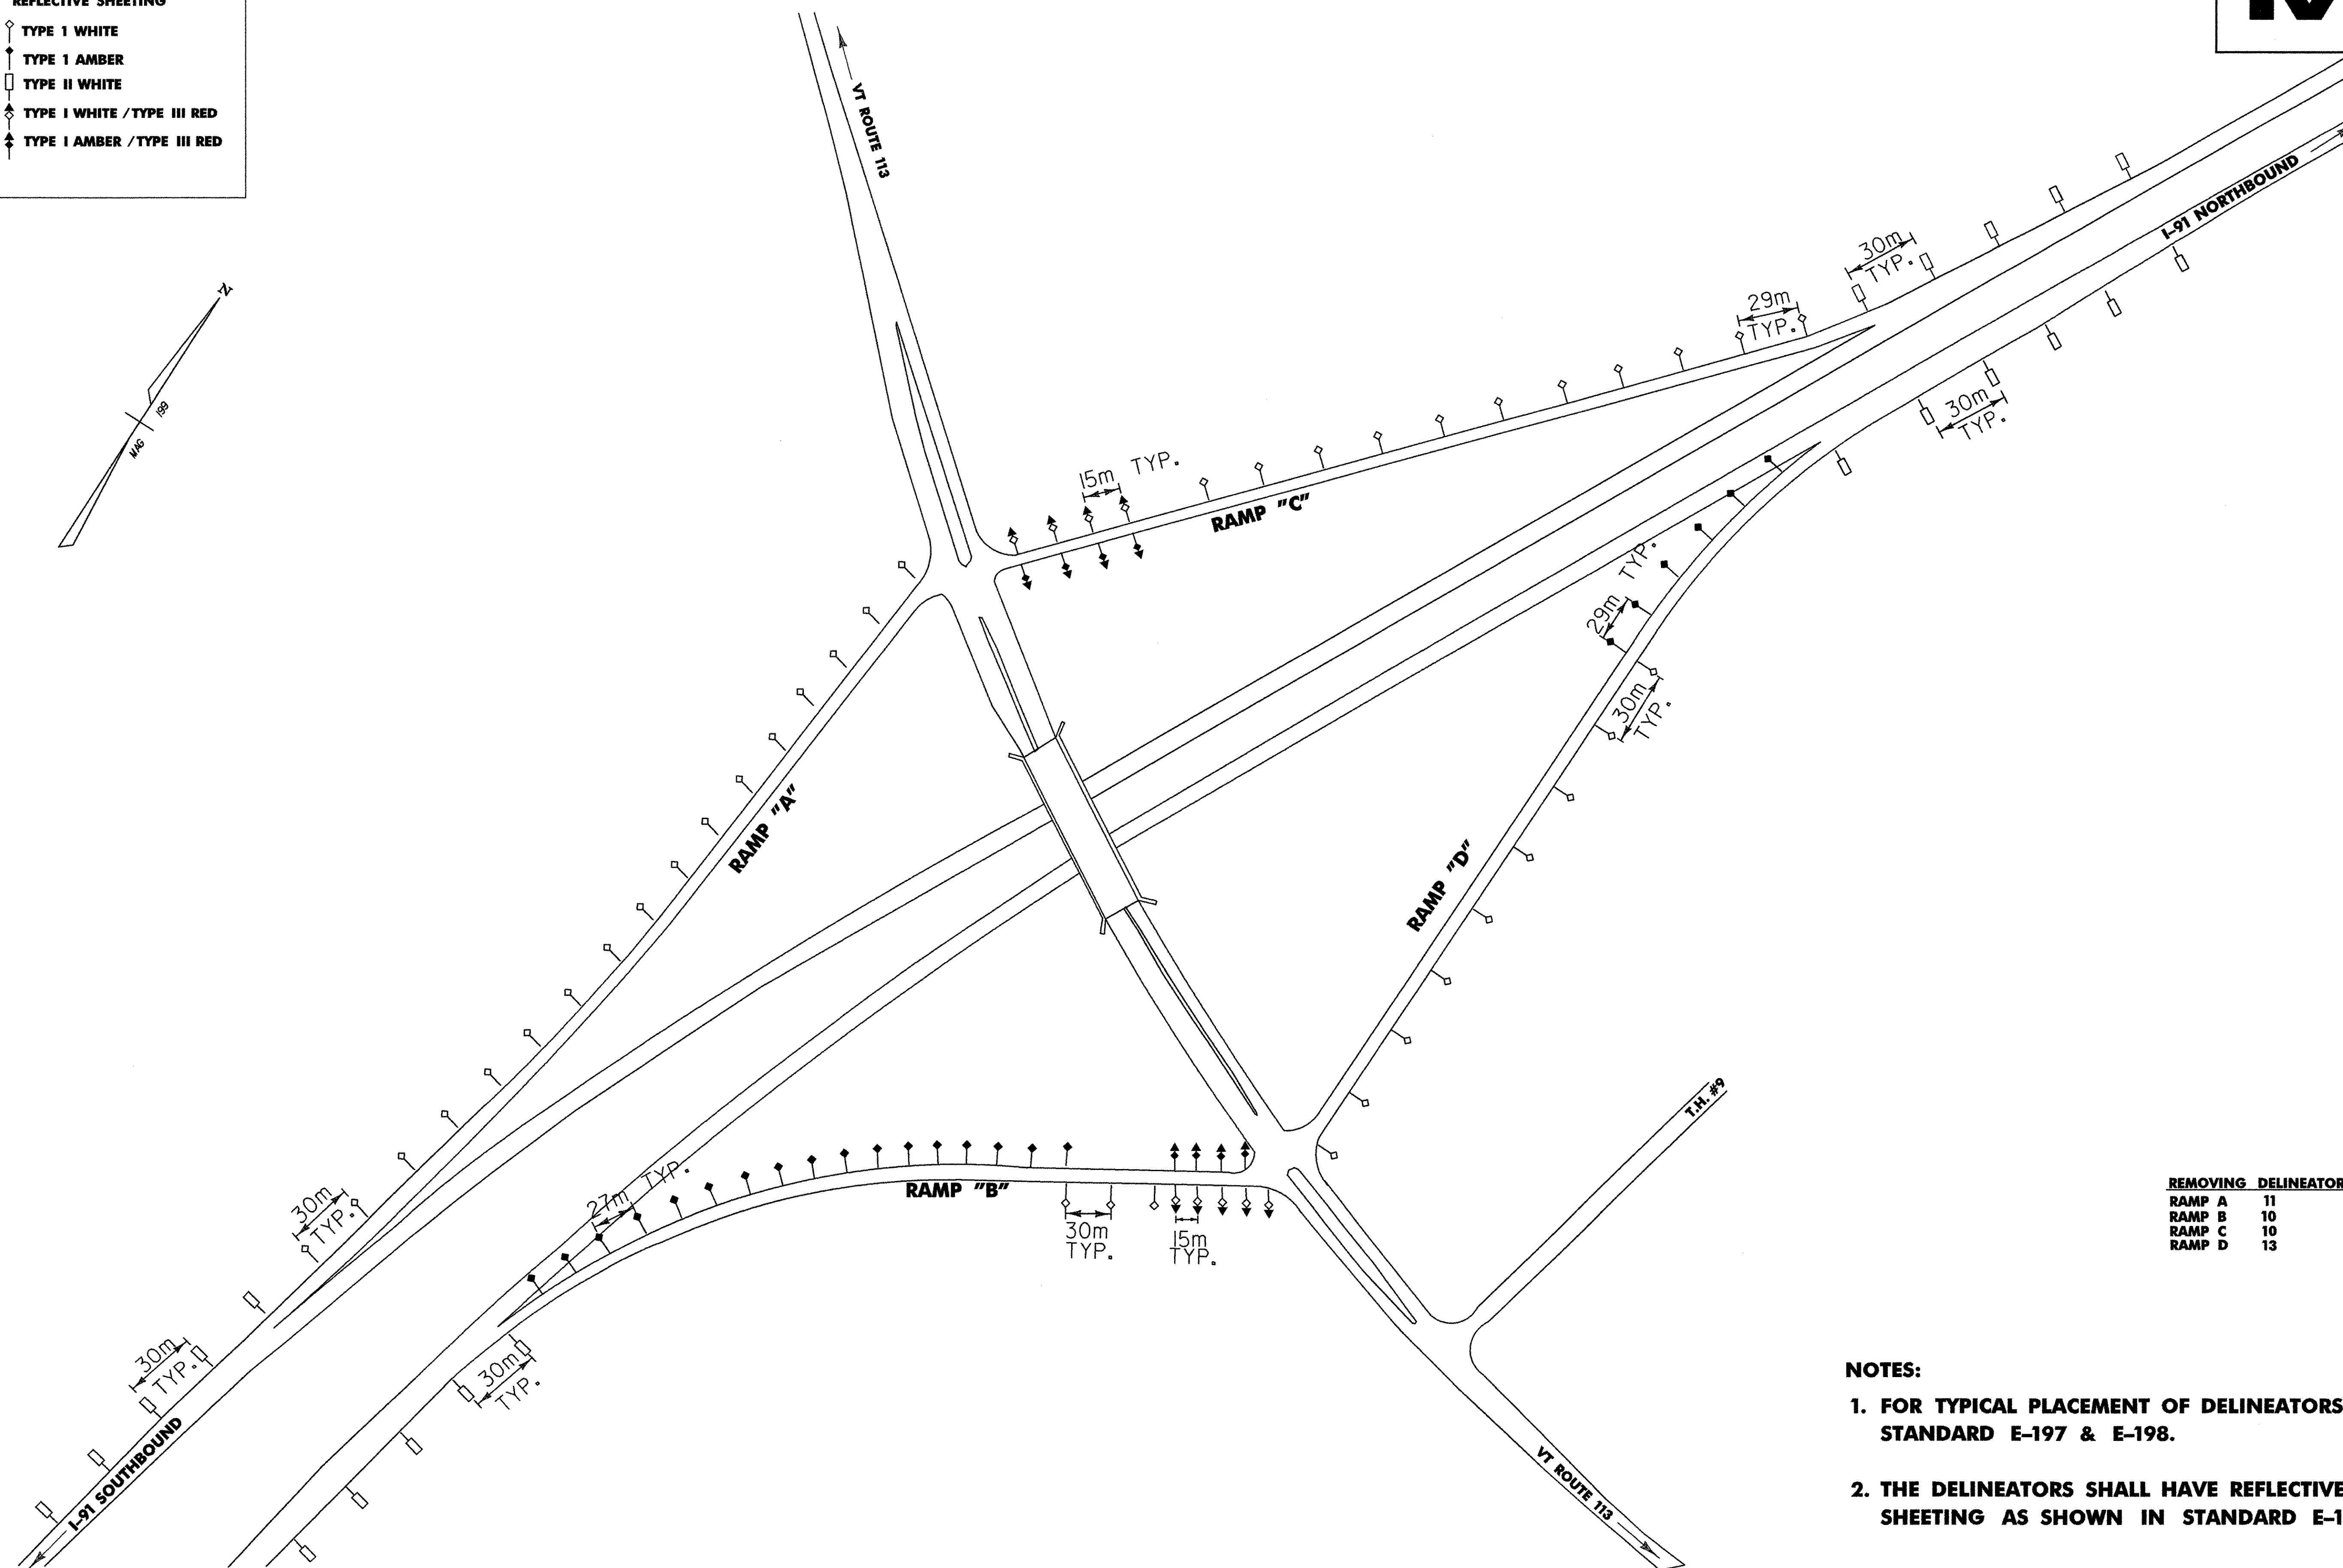 REFLECTIVE SHEETING
TYPE 1 WHITE
TYPE 1 AMBER
TYPE II WHITE
TYPE I WHITE / TYPE III RED
TYPE I AMBER / TYPE III RED
VT ROUTE 113
I-91 NORTHBOUND
N
MAG 199
30m
TYP.
29m
TYP.
30m
TYP.
15m TYP.
RAMP "C"
29m TYP.
30m
TYP.
RAMP "A"
RAMP "D"
T.H. #9
27m TYP.
RAMP "B"
30m
TYP.
15m
TYP.
30m
TYP.
30m
TYP.
30m
TYP.
I-91 SOUTHBOUND
VT ROUTE 113
REMOVING DELINEATOR
RAMP A 11
RAMP B 10
RAMP C 10
RAMP D 13
NOTES:
1. FOR TYPICAL PLACEMENT OF DELINEATORS
STANDARD E-197 & E-198.
2. THE DELINEATORS SHALL HAVE REFLECTIVE
SHEETING AS SHOWN IN STANDARD E-1